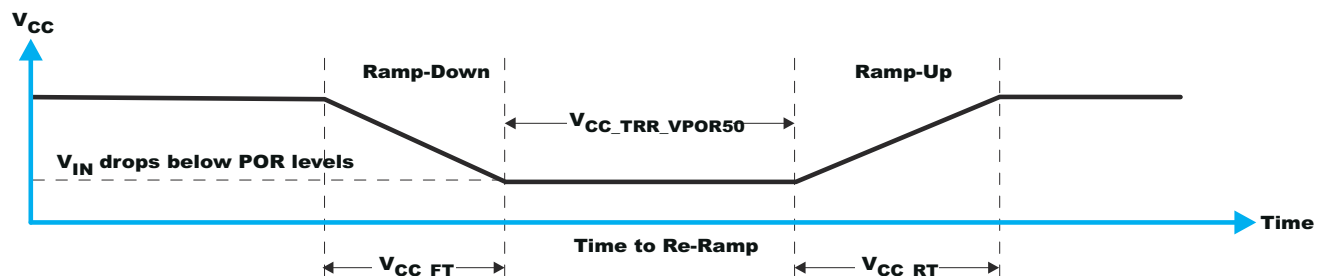 VCC
Ramp-Down
Ramp-Up
VCC_TRR_VPOR50
VIN drops below POR levels
Time
Time to Re-Ramp
VCC_FT
VCC_RT